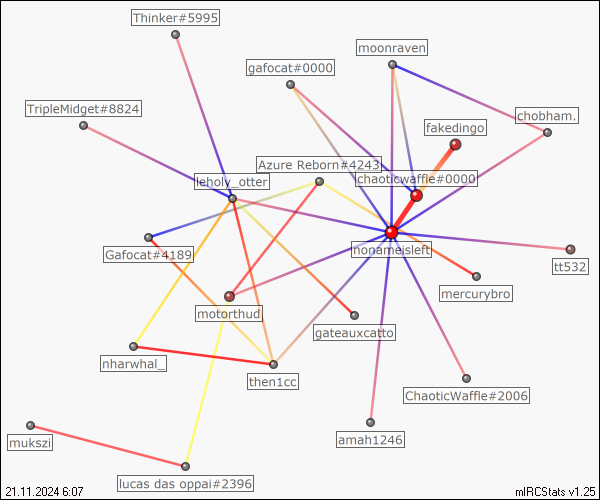 Thinker#5995
moonraven
gafocat#0000
TripleMidget#8824
chobham.
fakedingo
Azure Reborn#4243
chaoticwaffle#0000
leholy_otter
Gafocat#4189
nonameisleft
tt532
mercurybro
motorthud.
gateauxcatto
nharwhal_
then1cc
ChaoticWaffle#2006
amah1246
mukszi
lucas das oppai#2396
21.11.2024 6:07
mIRCStats v1.25